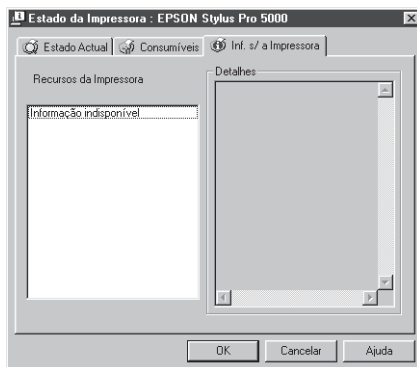 Estado da Impressora : EPSON Stylus Pro 5000
Estado Actual
Consumíveis
Inf. s/ a Impressora
Recursos da Impressora
Detalhes
Informação indisponível
OK
Cancelar
Ajuda